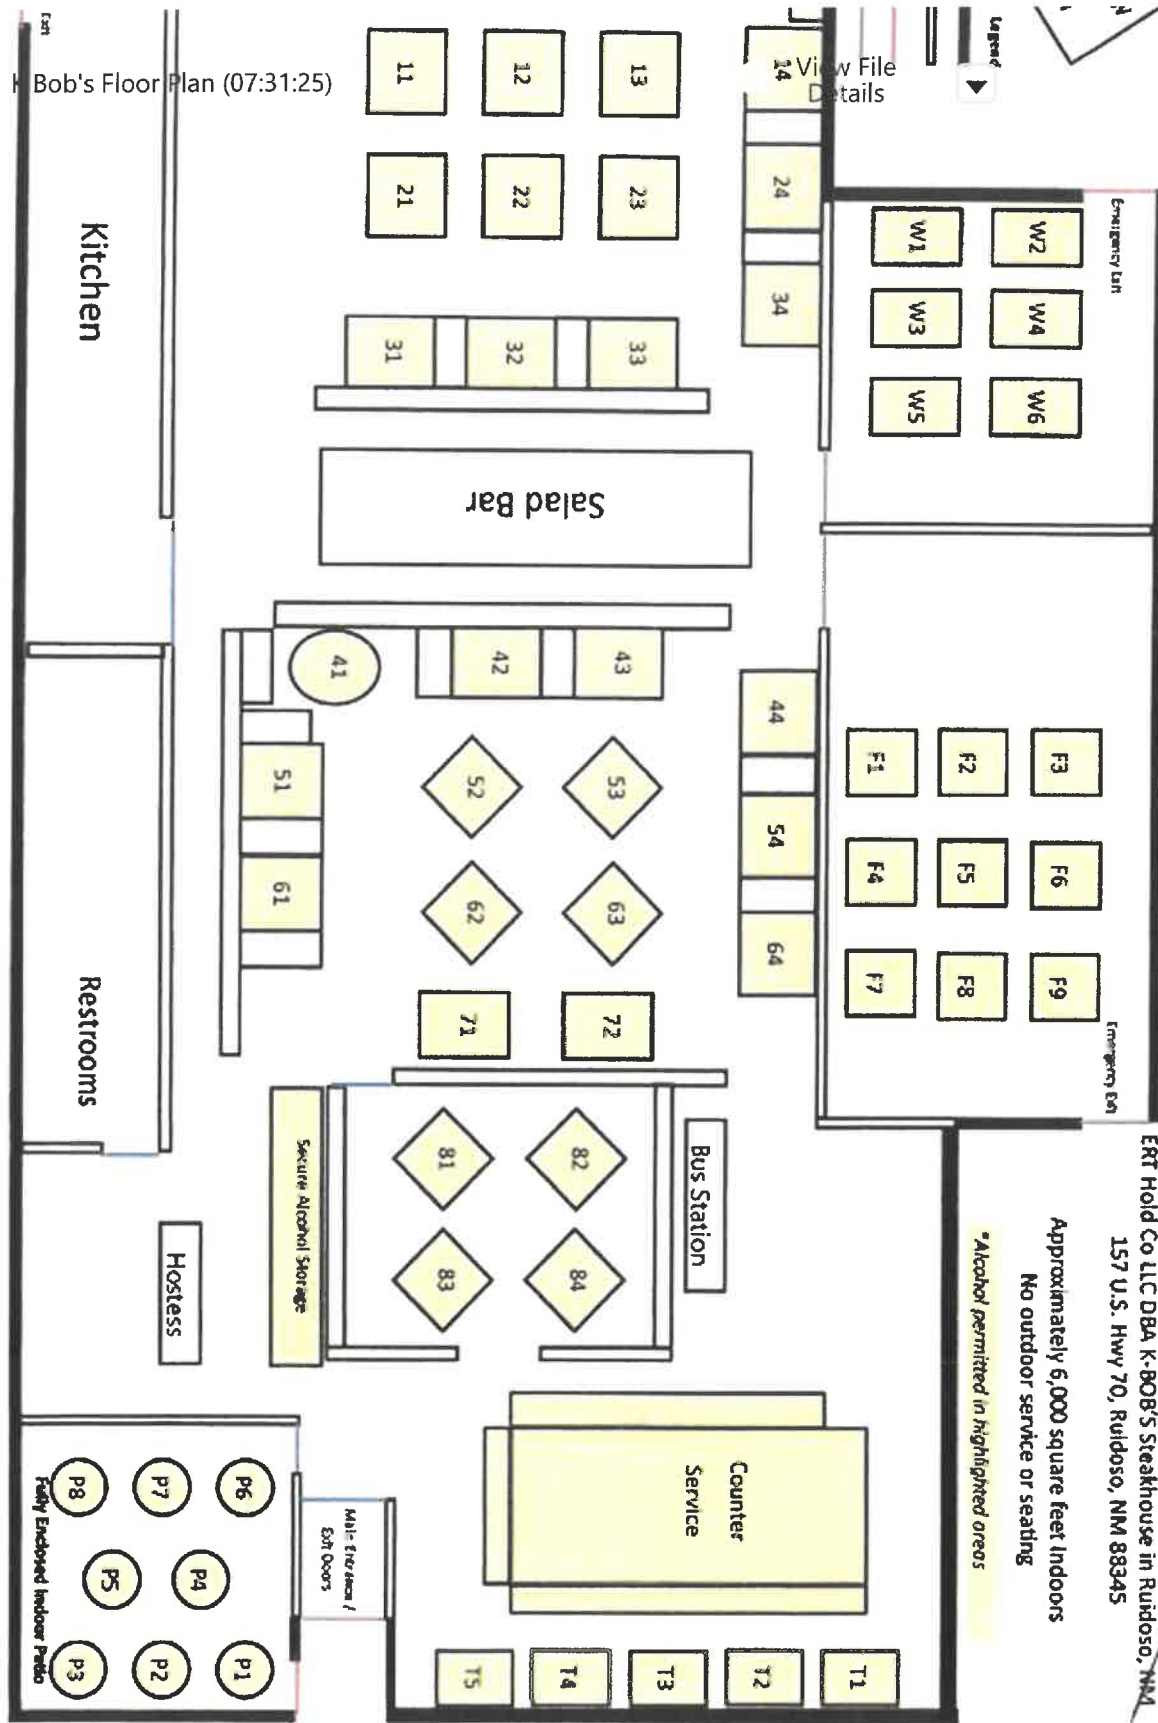 K-Bob's Floor Plan (07:31:25)
View File
Details
Legend
Exit
ERT Hold Co LLC DBA K-BOB'S Steakhouse in Ruidoso, NM
157 U.S. Hwy 70, Ruidoso, NM 88345
Approximately 6,000 square feet indoors
No outdoor service or seating
*Alcohol permitted in highlighted areas
11
12
13
14
21
22
23
24
31
32
33
34
W1
W2
W3
W4
W5
W6
Emergency Exit
Kitchen
Salad Bar
41
42
43
44
51
52
53
54
61
62
63
64
71
72
F1
F2
F3
F4
F5
F6
F7
F8
F9
Emergency Exit
Restrooms
Secure Alcohol Storage
81
82
83
84
Bus Station
Hostess
Counter
Service
Main Entrance /
Exit Doors
P6
P7
P8
P4
P5
P1
P2
P3
Fully Enclosed Indoor Patio
T1
T2
T3
T4
T5